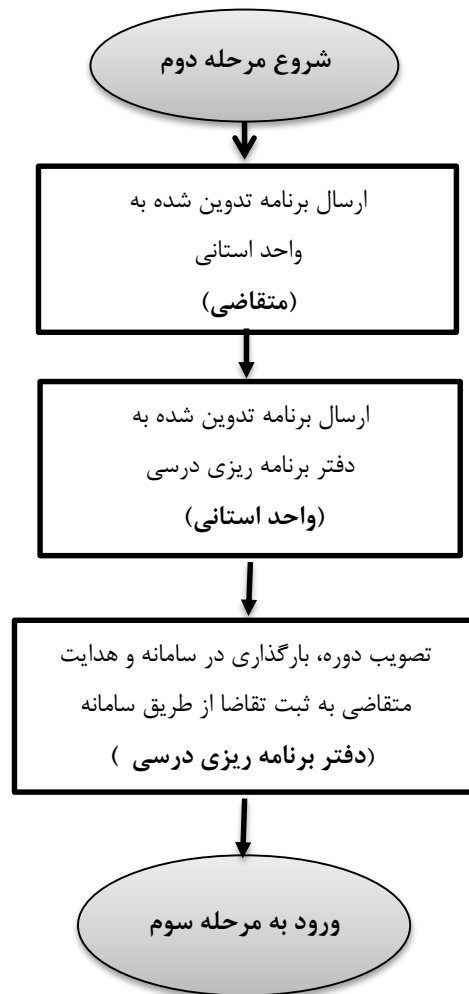 شروع مرحله دوم
ارسال برنامه تدوین شده به
واحد استانی
(متقاضی)
ارسال برنامه تدوین شده به
دفتر برنامه ریزی درسی
(واحد استانی)
تصویب دوره، بارگذاری در سامانه و هدایت
متقاضی به ثبت تقاضا از طریق سامانه
(دفتر برنامه ریزی درسی )
ورود به مرحله سوم